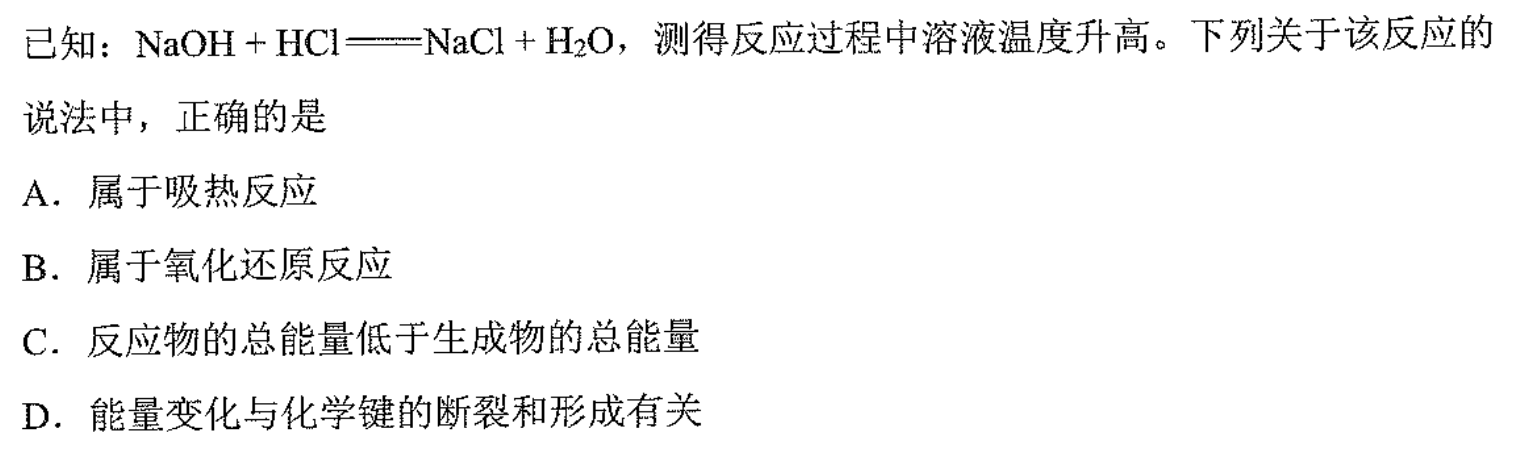 已知：NaOH + HCl══NaCl + H₂O，测得反应过程中溶液温度升高。下列关于该反应的
说法中，正确的是
A．属于吸热反应
B．属于氧化还原反应
C．反应物的总能量低于生成物的总能量
D．能量变化与化学键的断裂和形成有关